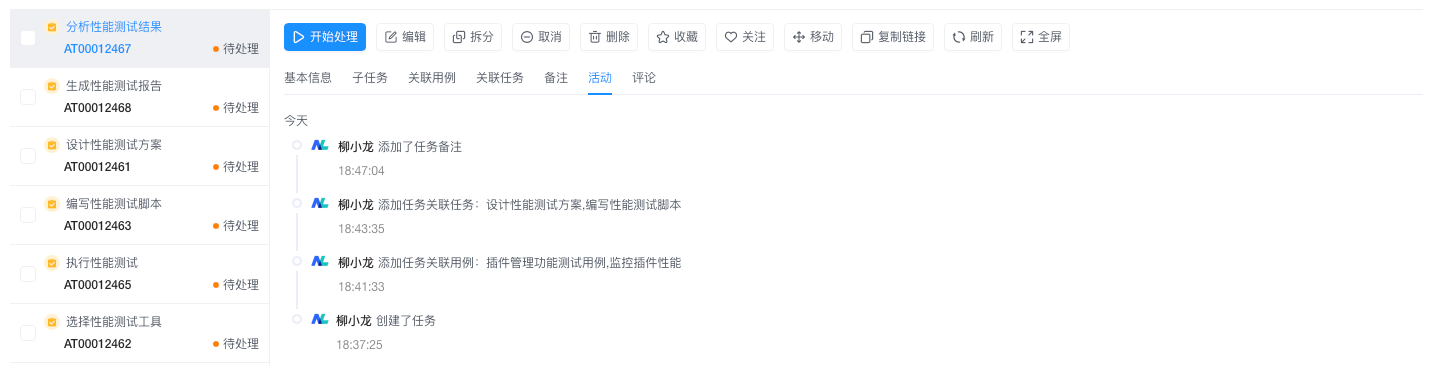 分析性能测试结果
AT00012467 待处理
生成性能测试报告
AT00012468 待处理
设计性能测试方案
AT00012461 待处理
编写性能测试脚本
AT00012463 待处理
执行性能测试
AT00012465 待处理
选择性能测试工具
AT00012462 待处理
开始处理 编辑 拆分 取消 删除 收藏 关注 移动 复制链接 刷新 全屏
基本信息 子任务 关联用例 关联任务 备注 活动 评论
今天
柳小龙 添加了任务备注
18:47:04
柳小龙 添加任务关联任务：设计性能测试方案,编写性能测试脚本
18:43:35
柳小龙 添加任务关联用例：插件管理功能测试用例,监控插件性能
18:41:33
柳小龙 创建了任务
18:37:25